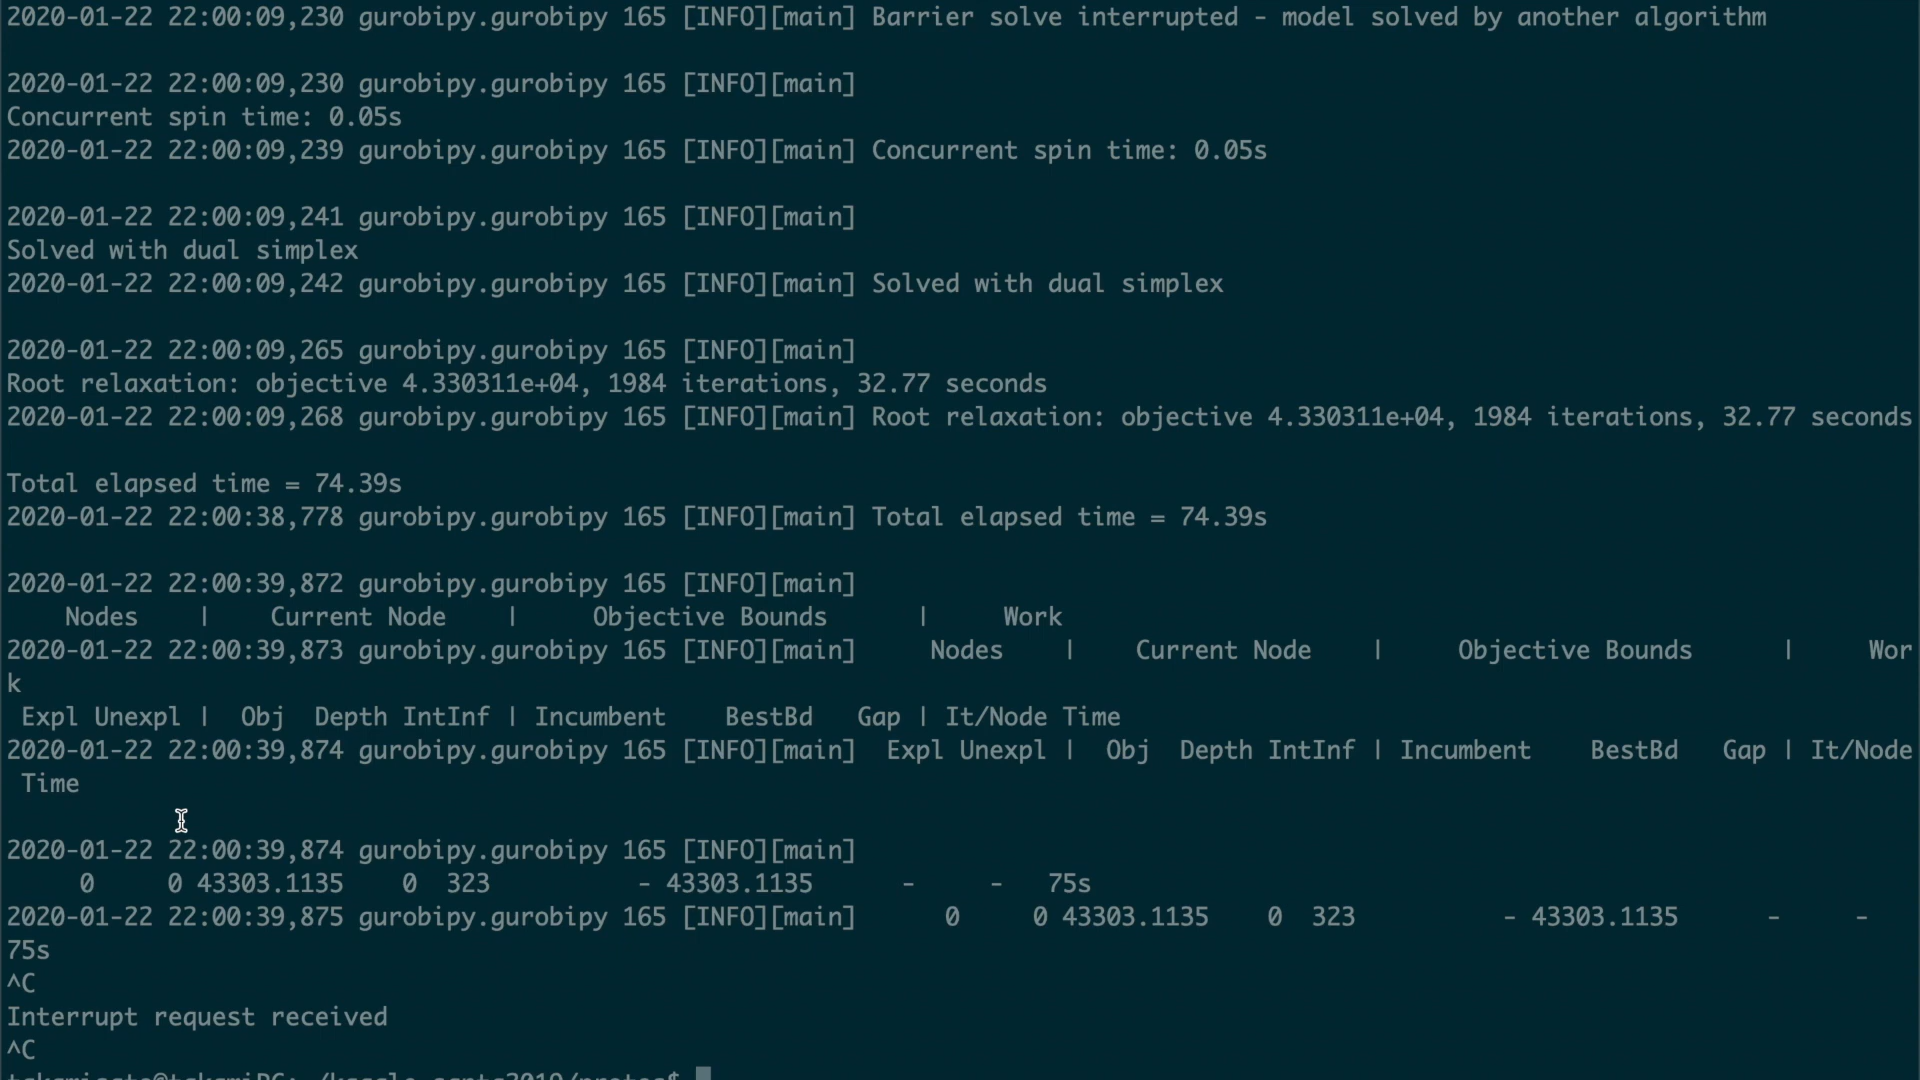 2020-01-22 22:00:09,230 gurobipy.gurobipy 165 [INFO][main] Barrier solve interrupted - model solved by another algorithm
2020-01-22 22:00:09,230 gurobipy.gurobipy 165 [INFO][main]
Concurrent spin time: 0.05s
2020-01-22 22:00:09,239 gurobipy.gurobipy 165 [INFO][main] Concurrent spin time: 0.05s
2020-01-22 22:00:09,241 gurobipy.gurobipy 165 [INFO][main]
Solved with dual simplex
2020-01-22 22:00:09,242 gurobipy.gurobipy 165 [INFO][main] Solved with dual simplex
2020-01-22 22:00:09,265 gurobipy.gurobipy 165 [INFO][main]
Root relaxation: objective 4.330311e+04, 1984 iterations, 32.77 seconds
2020-01-22 22:00:09,268 gurobipy.gurobipy 165 [INFO][main] Root relaxation: objective 4.330311e+04, 1984 iterations, 32.77 seconds
Total elapsed time = 74.39s
2020-01-22 22:00:38,778 gurobipy.gurobipy 165 [INFO][main] Total elapsed time = 74.39s
2020-01-22 22:00:39,872 gurobipy.gurobipy 165 [INFO][main]
Nodes | Current Node | Objective Bounds | Work
2020-01-22 22:00:39,873 gurobipy.gurobipy 165 [INFO][main] Nodes | Current Node | Objective Bounds | Wor
k
Expl Unexpl | Obj Depth IntInf | Incumbent BestBd Gap | It/Node Time
2020-01-22 22:00:39,874 gurobipy.gurobipy 165 [INFO][main] Expl Unexpl | Obj Depth IntInf | Incumbent BestBd Gap | It/Node
Time
2020-01-22 22:00:39,874 gurobipy.gurobipy 165 [INFO][main]
0 0 43303.1135 0 323 - 43303.1135 - - 75s
2020-01-22 22:00:39,875 gurobipy.gurobipy 165 [INFO][main] 0 0 43303.1135 0 323 - 43303.1135 - -
75s
^C
Interrupt request received
^C